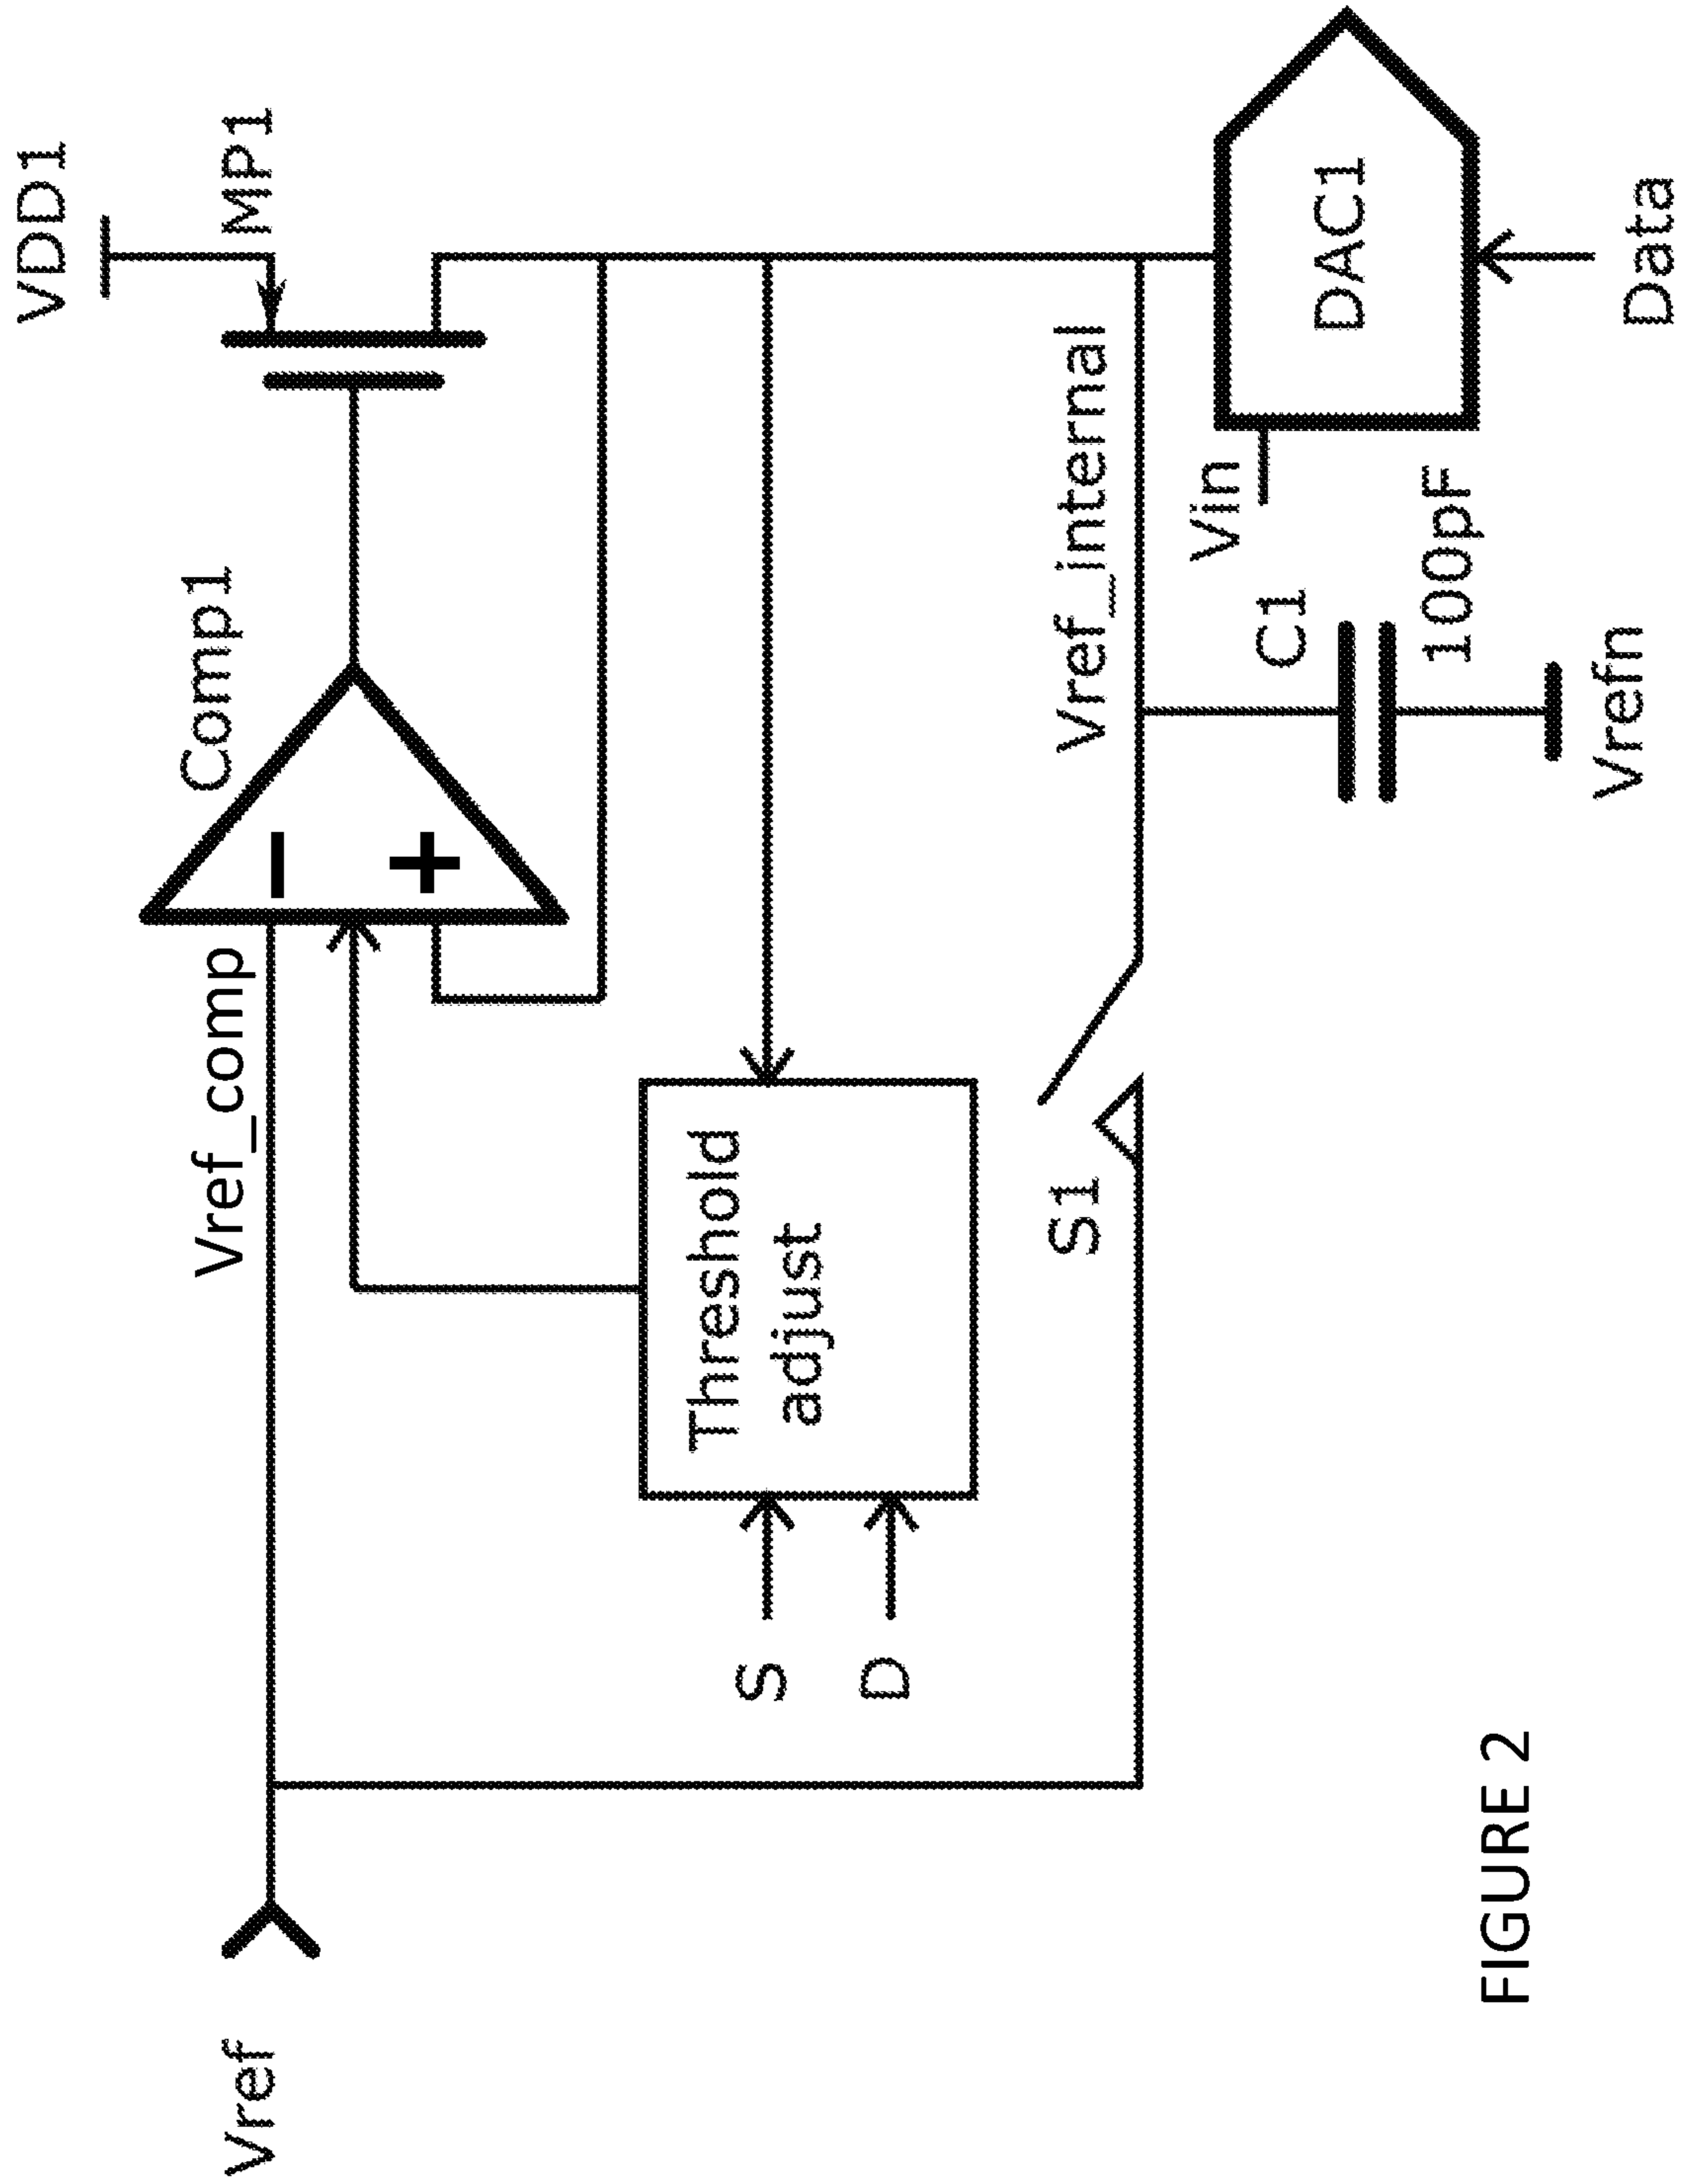 VDD1
MP1
Comp1
−
+
Vref_comp
Vref
Threshold
adjust
S
D
S1
Vref_internal
Vin
DAC1
C1
100pF
Vrefn
Data
FIGURE 2